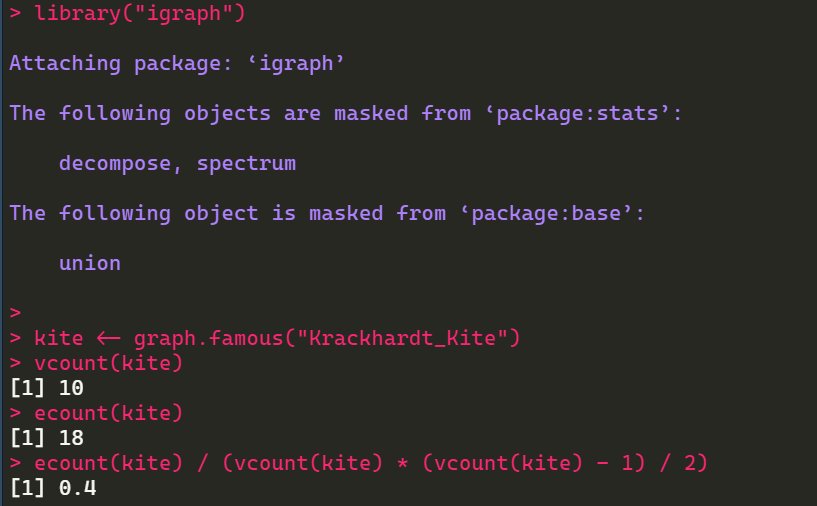 > library("igraph")
Attaching package: ‘igraph’
The following objects are masked from ‘package:stats’:
    decompose, spectrum
The following object is masked from ‘package:base’:
    union
>
> kite <- graph.famous("Krackhardt_Kite")
> vcount(kite)
[1] 10
> ecount(kite)
[1] 18
> ecount(kite) / (vcount(kite) * (vcount(kite) - 1) / 2)
[1] 0.4